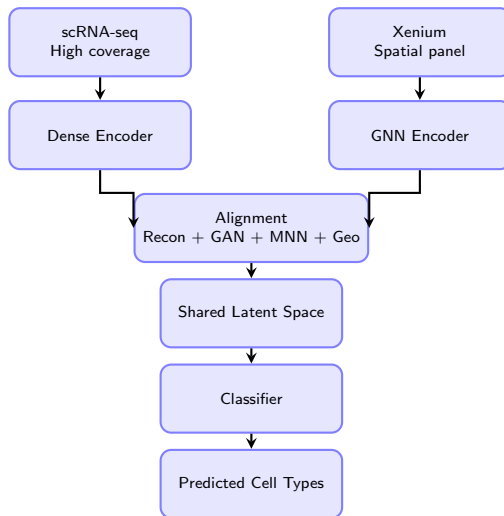 scRNA-seq
High coverage
Xenium
Spatial panel
Dense Encoder
GNN Encoder
Alignment
Recon + GAN + MNN + Geo
Shared Latent Space
Classifier
Predicted Cell Types